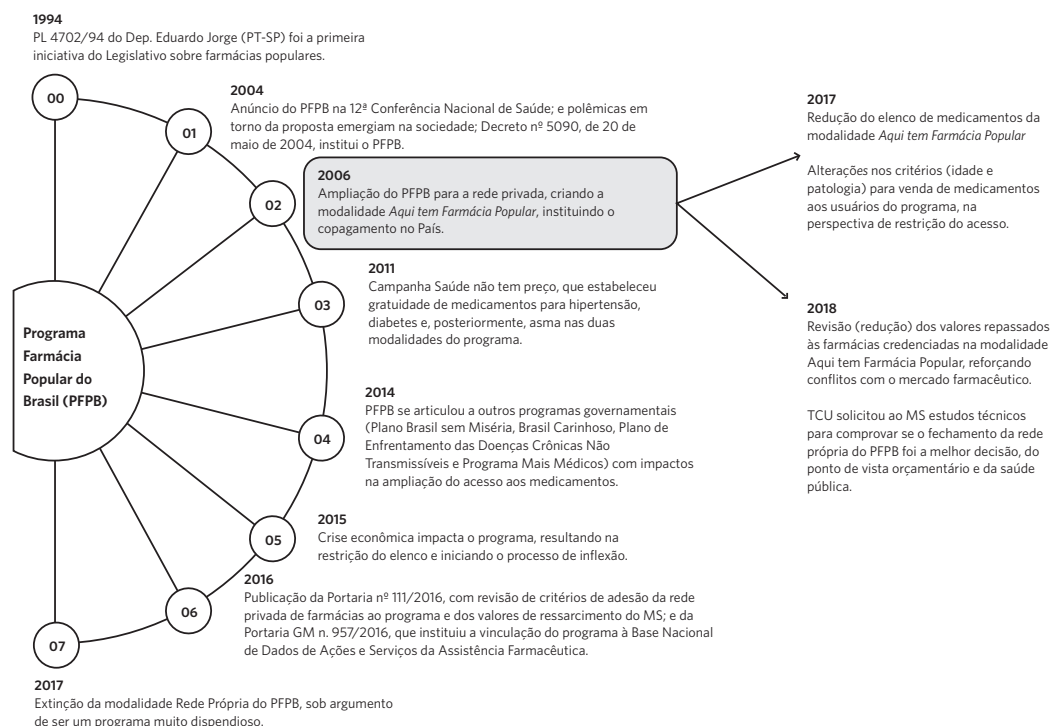 1994
PL 4702/94 do Dep. Eduardo Jorge (PT-SP) foi a primeira
iniciativa do Legislativo sobre farmácias populares.
00
2004
Anúncio do PFPB na 12ª Conferência Nacional de Saúde; e polêmicas em
torno da proposta emergiam na sociedade; Decreto nº 5090, de 20 de
maio de 2004, institui o PFPB.
01
2006
Ampliação do PFPB para a rede privada, criando a
modalidade Aqui tem Farmácia Popular, instituindo o
copagamento no País.
02
2011
Campanha Saúde não tem preço, que estabeleceu
gratuidade de medicamentos para hipertensão,
diabetes e, posteriormente, asma nas duas
modalidades do programa.
03
Programa
Farmácia
Popular do
Brasil (PFPB)
2014
PFPB se articulou a outros programas governamentais
(Plano Brasil sem Miséria, Brasil Carinhoso, Plano de
Enfrentamento das Doenças Crônicas Não
Transmissíveis e Programa Mais Médicos) com impactos
na ampliação do acesso aos medicamentos.
04
2015
Crise econômica impacta o programa, resultando na
restrição do elenco e iniciando o processo de inflexão.
05
2016
Publicação da Portaria nº 111/2016, com revisão de critérios de adesão da rede
privada de farmácias ao programa e dos valores de ressarcimento do MS; e da
Portaria GM n. 957/2016, que instituiu a vinculação do programa à Base Nacional
de Dados de Ações e Serviços da Assistência Farmacêutica.
06
07
2017
Extinção da modalidade Rede Própria do PFPB, sob argumento
de ser um programa muito dispendioso.
2017
Redução do elenco de medicamentos da
modalidade Aqui tem Farmácia Popular
Alterações nos critérios (idade e
patologia) para venda de medicamentos
aos usuários do programa, na
perspectiva de restrição do acesso.
2018
Revisão (redução) dos valores repassados
às farmácias credenciadas na modalidade
Aqui tem Farmácia Popular, reforçando
conflitos com o mercado farmacêutico.
TCU solicitou ao MS estudos técnicos
para comprovar se o fechamento da rede
própria do PFPB foi a melhor decisão, do
ponto de vista orçamentário e da saúde
pública.